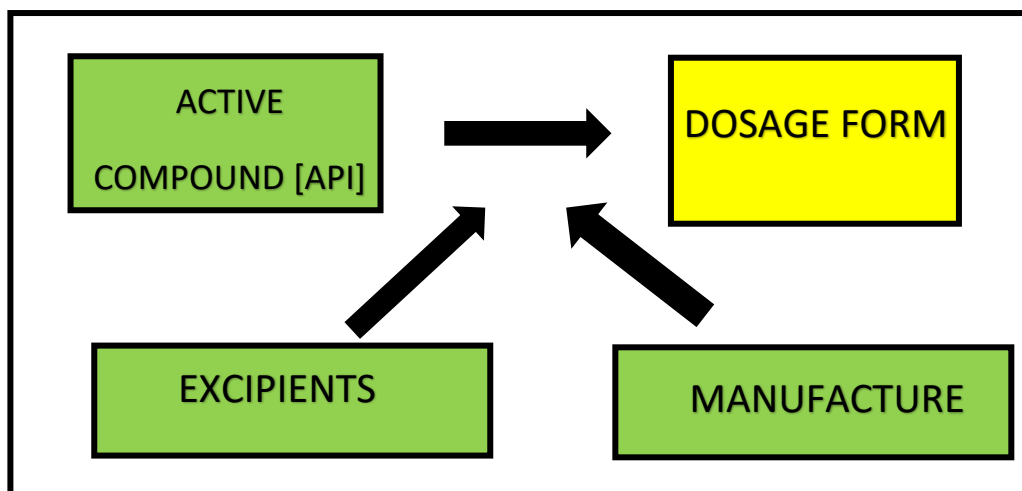 ACTIVE
COMPOUND [API]
DOSAGE FORM
EXCIPIENTS
MANUFACTURE